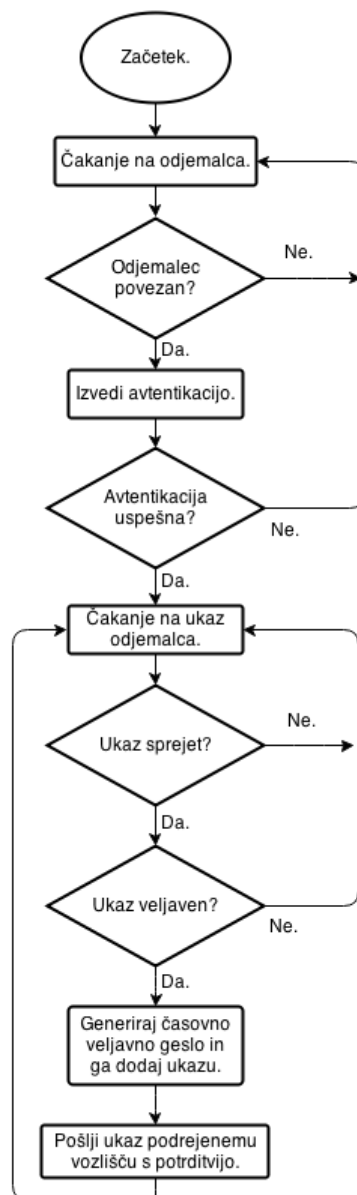 Začetek.
Čakanje na odjemalca.
Odjemalec
povezan?
Ne.
Da.
Izvedi avtentikacijo.
Avtentikacija
uspešna?
Ne.
Da.
Čakanje na ukaz
odjemalca.
Ukaz sprejet?
Ne.
Da.
Ukaz veljaven?
Ne.
Da.
Generiraj časovno
veljavno geslo in
ga dodaj ukazu.
Pošlji ukaz podrejenemu
vozlišču s potrditvijo.